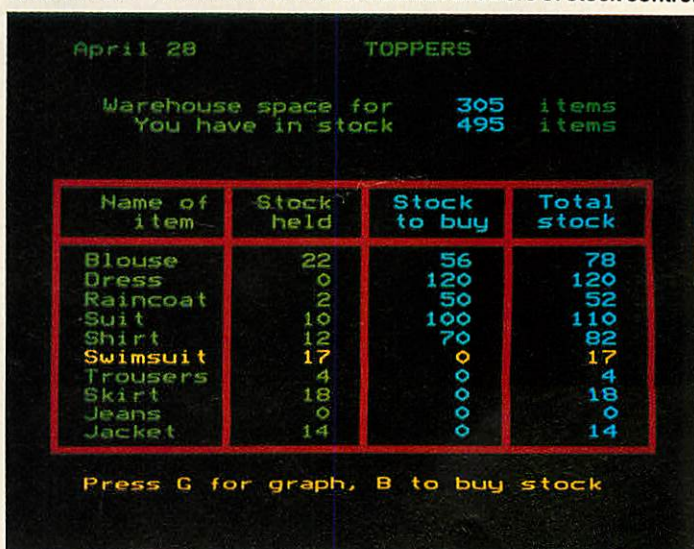 stock control
April 28 TOPPERS
Warehouse space for 305 items
You have in stock 495 items
Name of item Stock held Stock to buy Total stock
Blouse 22 56 78
Dress 0 120 120
Raincoat 2 50 52
Suit 10 100 110
Shirt 12 70 82
Swimsuit 17 0 17
Trousers 4 0 4
Skirt 18 0 18
Jeans 0 0 0
Jacket 14 0 14
Press G for graph, B to buy stock